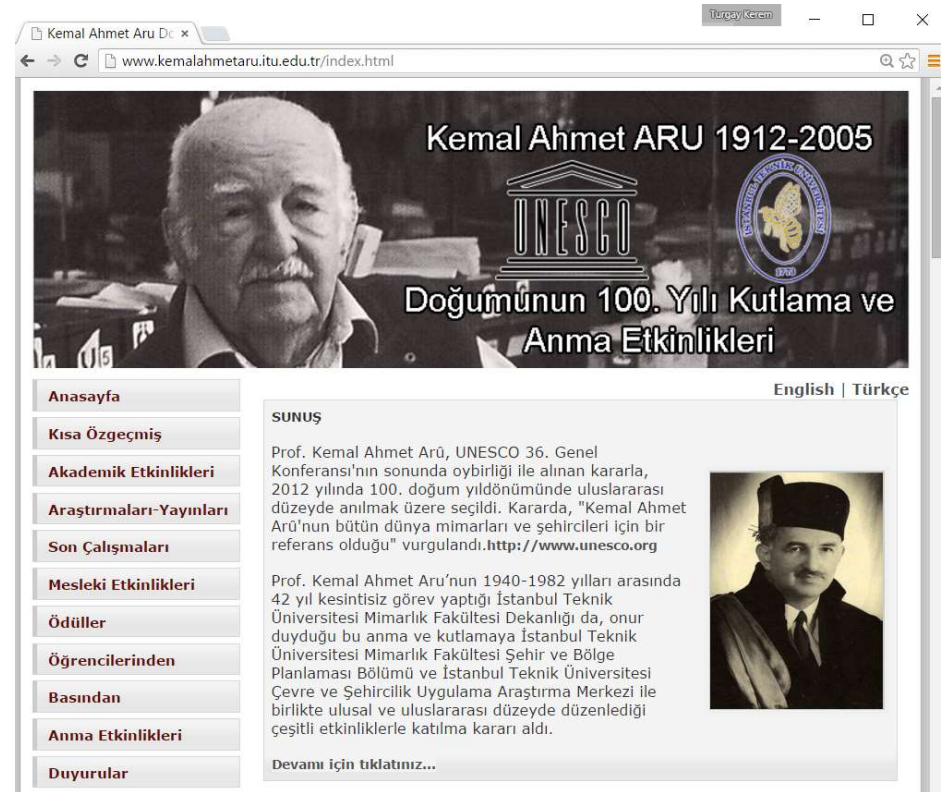 Turgay Kerem
Kemal Ahmet Aru Do
www.kemalahmetaru.itu.edu.tr/index.html
Kemal Ahmet ARU 1912-2005
UNESCO
İSTANBUL TEKNİK ÜNİVERSİTESİ
1773
Doğumunun 100. Yılı Kutlama ve
Anma Etkinlikleri
English | Türkçe
Anasayfa
Kısa Özgeçmiş
Akademik Etkinlikleri
Araştırmaları-Yayınları
Son Çalışmaları
Mesleki Etkinlikleri
Ödüller
Öğrencilerinden
Basından
Anma Etkinlikleri
Duyurular
SUNUŞ
Prof. Kemal Ahmet Arû, UNESCO 36. Genel
Konferansı'nın sonunda oybirliği ile alınan kararla,
2012 yılında 100. doğum yıldönümünde uluslararası
düzeyde anılmak üzere seçildi. Kararda, "Kemal Ahmet
Arû'nun bütün dünya mimarları ve şehircileri için bir
referans olduğu" vurgulandı.http://www.unesco.org
Prof. Kemal Ahmet Aru’nun 1940-1982 yılları arasında
42 yıl kesintisiz görev yaptığı İstanbul Teknik
Üniversitesi Mimarlık Fakültesi Dekanlığı da, onur
duyduğu bu anma ve kutlamaya İstanbul Teknik
Üniversitesi Mimarlık Fakültesi Şehir ve Bölge
Planlaması Bölümü ve İstanbul Teknik Üniversitesi
Çevre ve Şehircilik Uygulama Araştırma Merkezi ile
birlikte ulusal ve uluslararası düzeyde düzenlediği
çeşitli etkinliklerle katılma kararı aldı.
Devamı için tıklatınız...